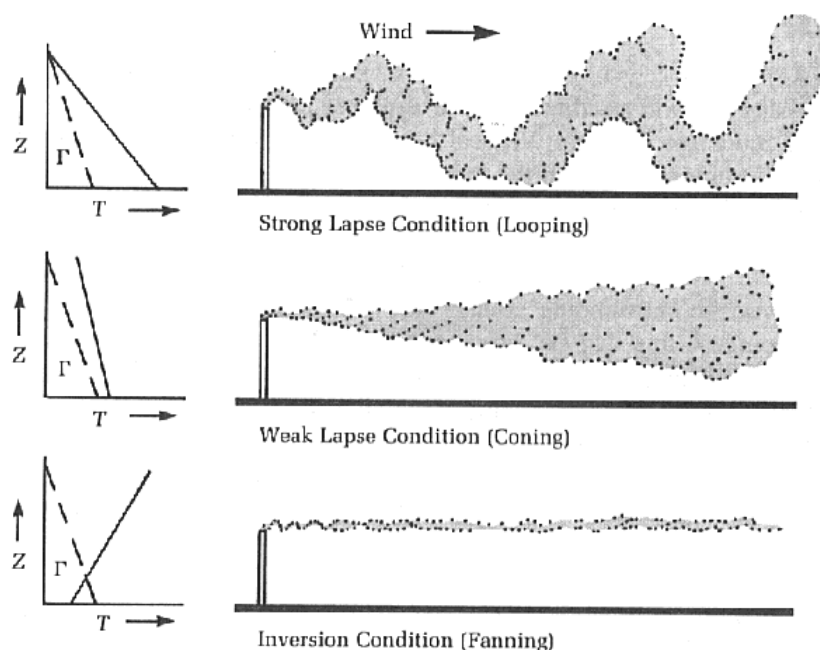 Wind
Z
Γ
T
Strong Lapse Condition (Looping)
Z
Γ
T
Weak Lapse Condition (Coning)
Z
Γ
T
Inversion Condition (Fanning)